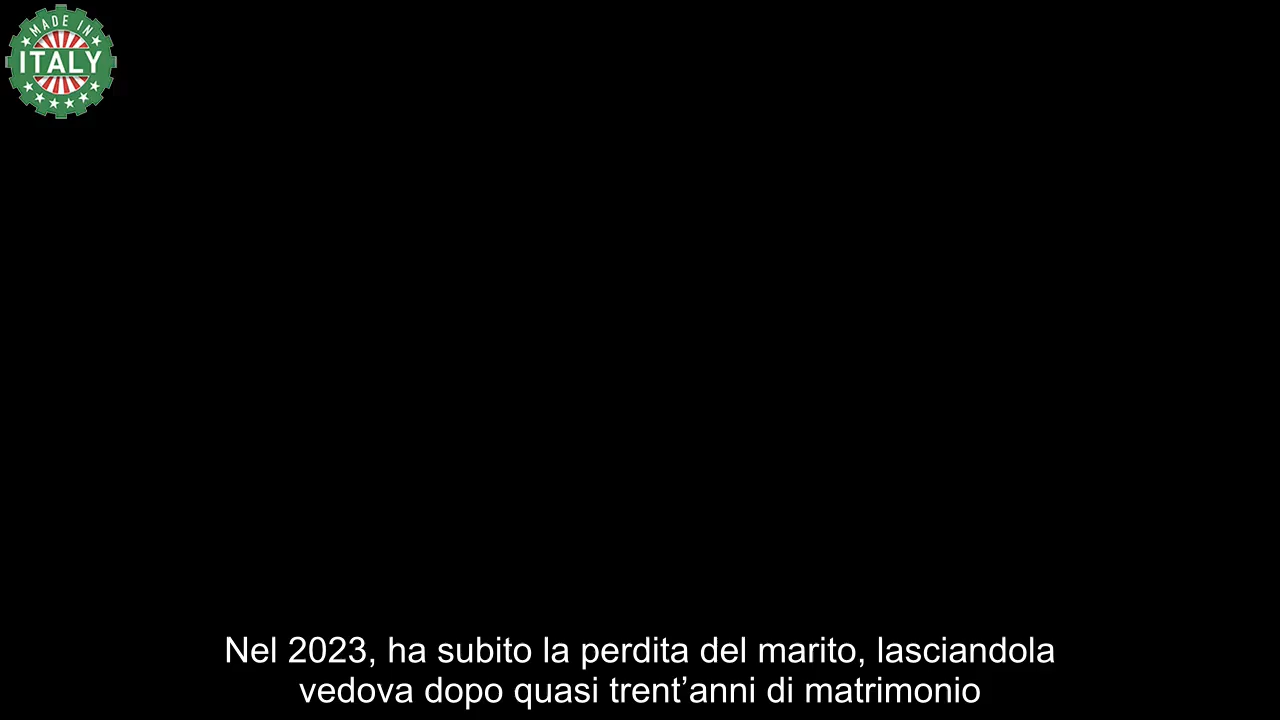 MADE IN
ITALY
Nel 2023, ha subito la perdita del marito, lasciandola
vedova dopo quasi trent’anni di matrimonio